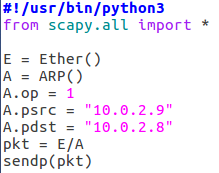 #!/usr/bin/python3
from scapy.all import *

E = Ether()
A = ARP()
A.op = 1
A.psrc = "10.0.2.9"
A.pdst = "10.0.2.8"
pkt = E/A
sendp(pkt)